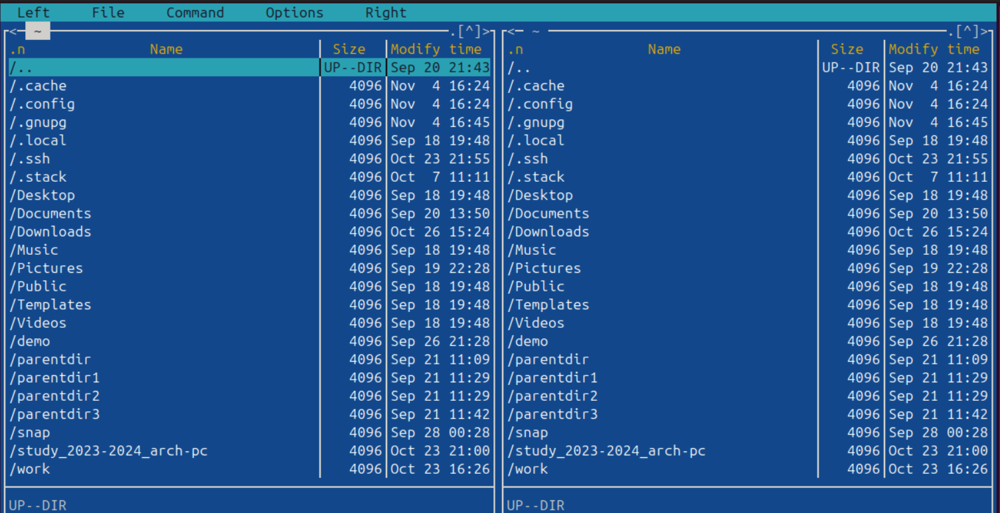 Left File Command Options Right
<─ ~ .[^]> <─ ~ .[^]>
.n Name Size Modify time .n Name Size Modify time
/.. UP--DIR Sep 20 21:43 /.. UP--DIR Sep 20 21:43
/.cache 4096 Nov 4 16:24 /.cache 4096 Nov 4 16:24
/.config 4096 Nov 4 16:24 /.config 4096 Nov 4 16:24
/.gnupg 4096 Nov 4 16:45 /.gnupg 4096 Nov 4 16:45
/.local 4096 Sep 18 19:48 /.local 4096 Sep 18 19:48
/.ssh 4096 Oct 23 21:55 /.ssh 4096 Oct 23 21:55
/.stack 4096 Oct 7 11:11 /.stack 4096 Oct 7 11:11
/Desktop 4096 Sep 18 19:48 /Desktop 4096 Sep 18 19:48
/Documents 4096 Sep 20 13:50 /Documents 4096 Sep 20 13:50
/Downloads 4096 Oct 26 15:24 /Downloads 4096 Oct 26 15:24
/Music 4096 Sep 18 19:48 /Music 4096 Sep 18 19:48
/Pictures 4096 Sep 19 22:28 /Pictures 4096 Sep 19 22:28
/Public 4096 Sep 18 19:48 /Public 4096 Sep 18 19:48
/Templates 4096 Sep 18 19:48 /Templates 4096 Sep 18 19:48
/Videos 4096 Sep 18 19:48 /Videos 4096 Sep 18 19:48
/demo 4096 Sep 26 21:28 /demo 4096 Sep 26 21:28
/parentdir 4096 Sep 21 11:09 /parentdir 4096 Sep 21 11:09
/parentdir1 4096 Sep 21 11:29 /parentdir1 4096 Sep 21 11:29
/parentdir2 4096 Sep 21 11:29 /parentdir2 4096 Sep 21 11:29
/parentdir3 4096 Sep 21 11:42 /parentdir3 4096 Sep 21 11:42
/snap 4096 Sep 28 00:28 /snap 4096 Sep 28 00:28
/study_2023-2024_arch-pc 4096 Oct 23 21:00 /study_2023-2024_arch-pc 4096 Oct 23 21:00
/work 4096 Oct 23 16:26 /work 4096 Oct 23 16:26
UP--DIR UP--DIR